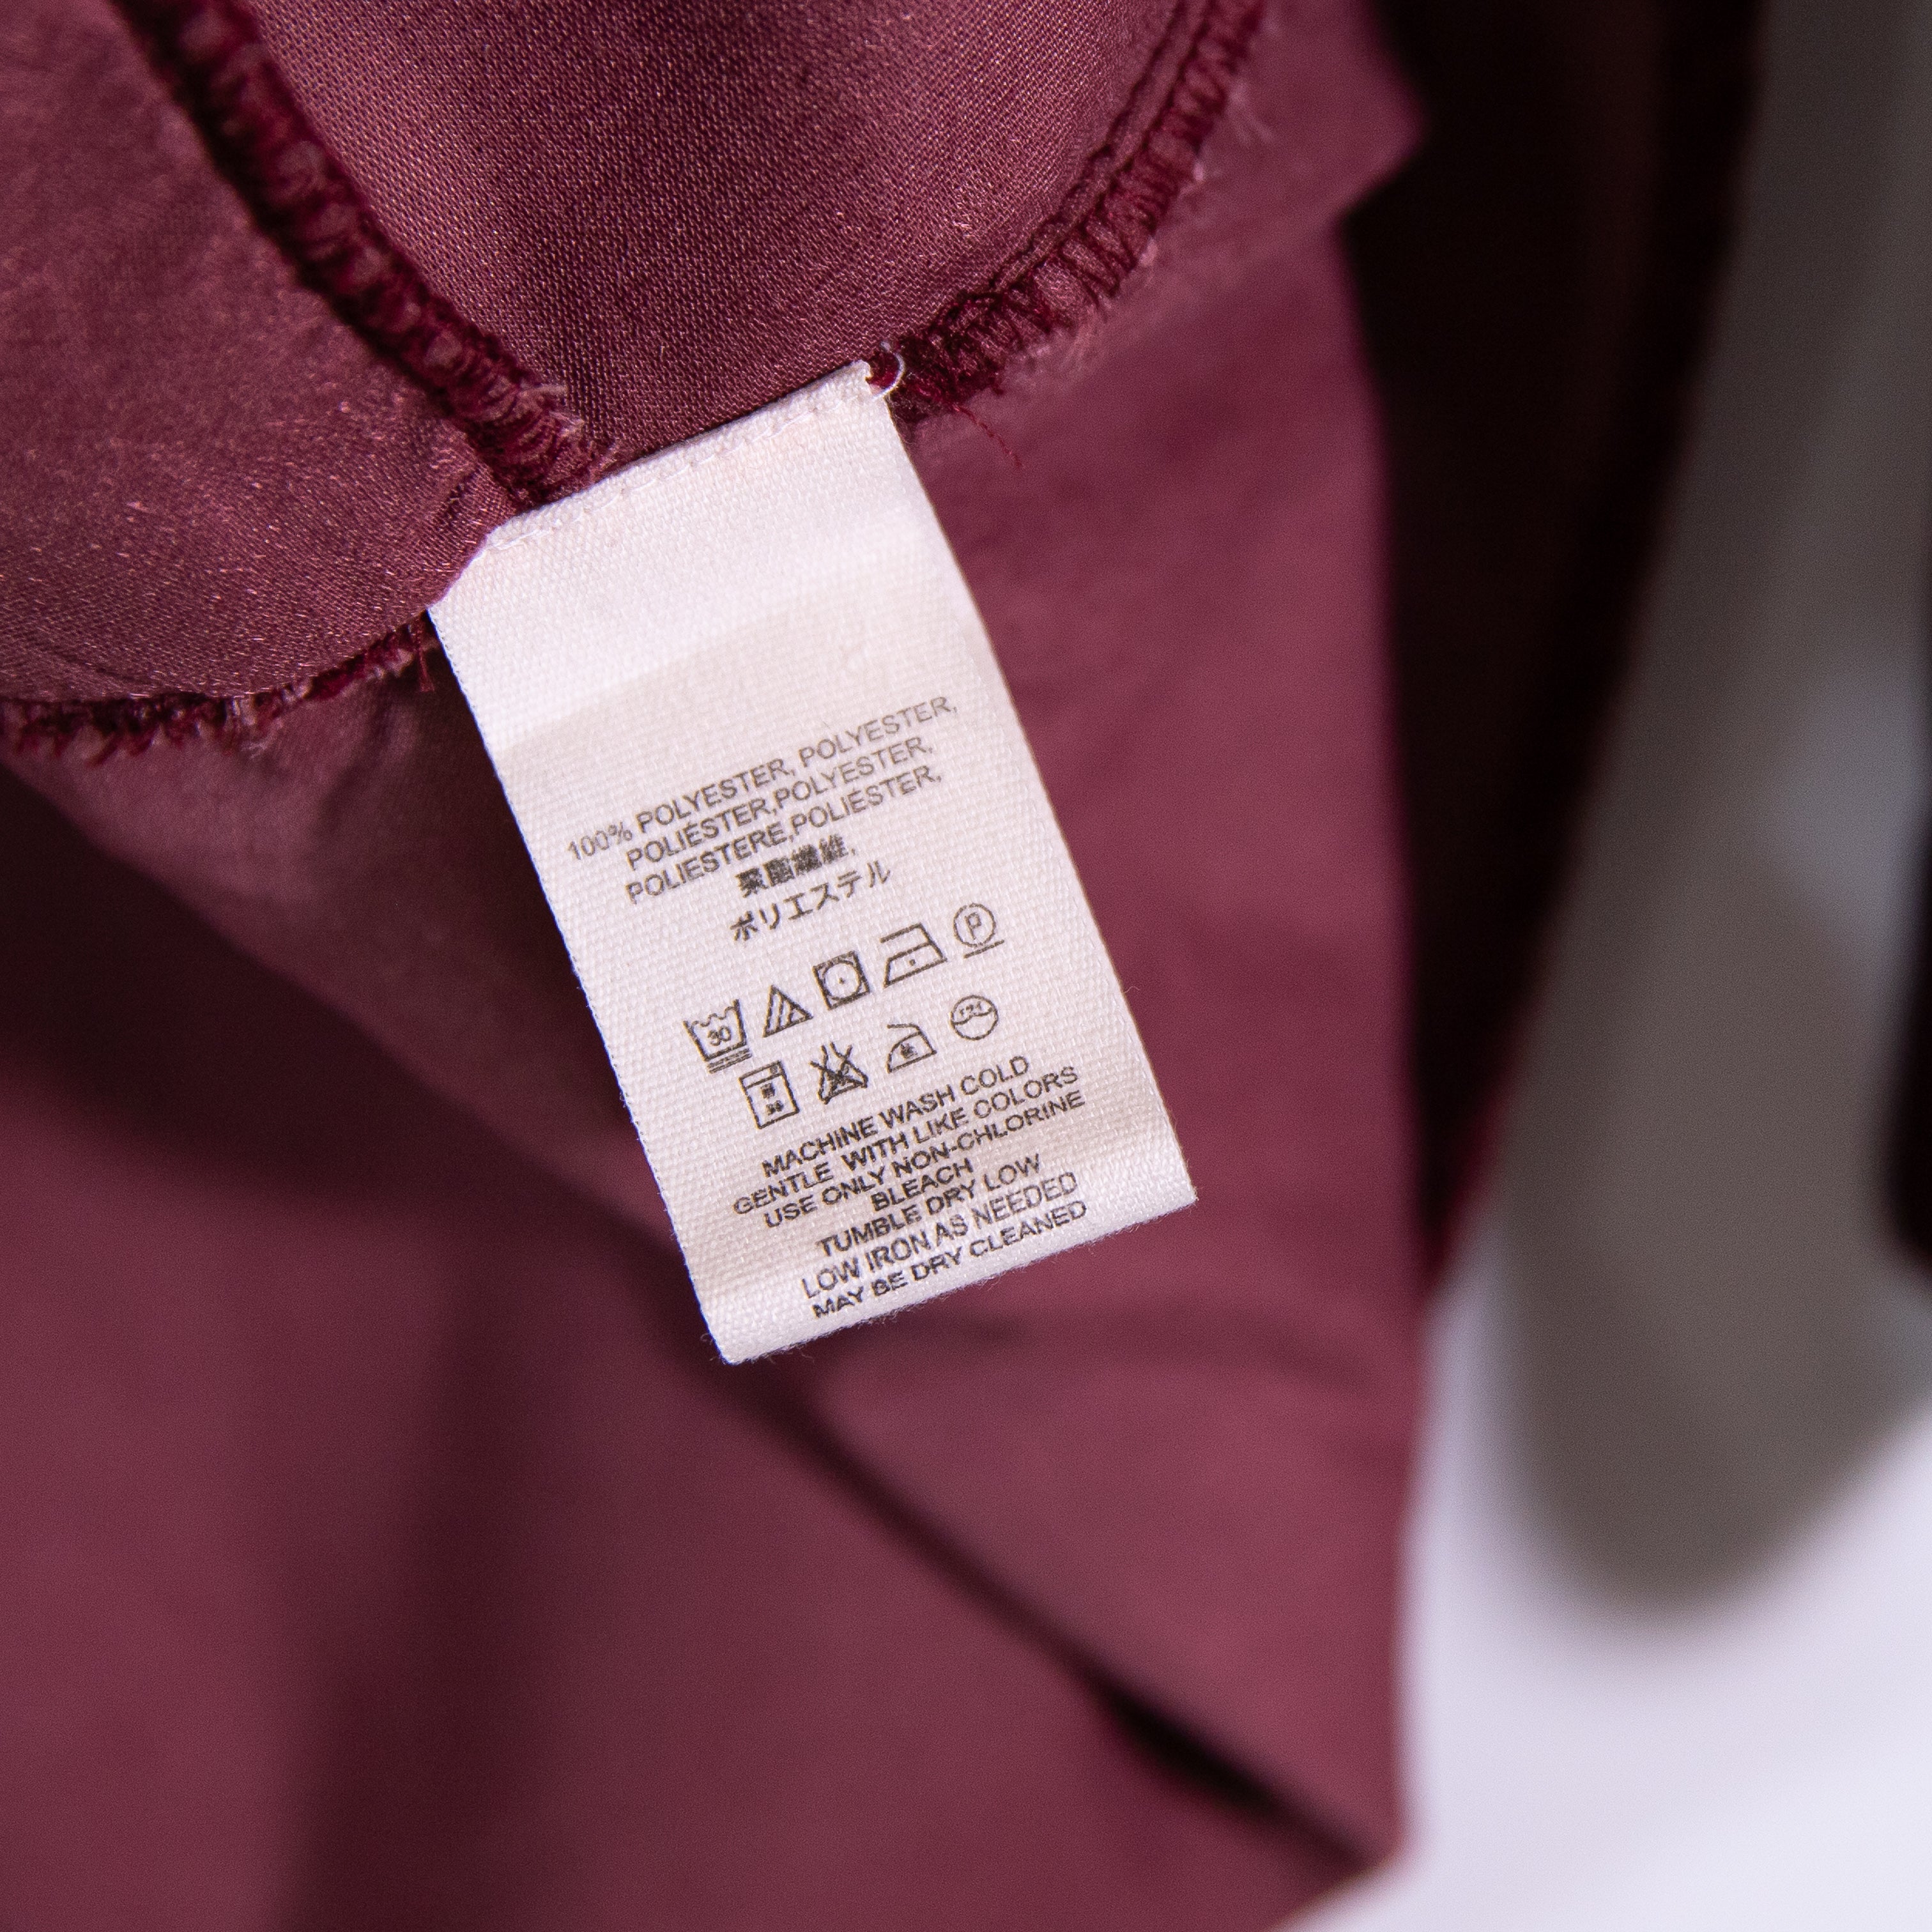 100% POLYESTER, POLYESTER,
POLIÉSTER,POLYESTER,
POLIESTERE,POLIÉSTER,
聚酯纖維,
ポリエステル
30
P
MACHINE WASH COLD
GENTLE WITH LIKE COLORS
USE ONLY NON-CHLORINE
BLEACH
TUMBLE DRY LOW
LOW IRON AS NEEDED
MAY BE DRY CLEANED